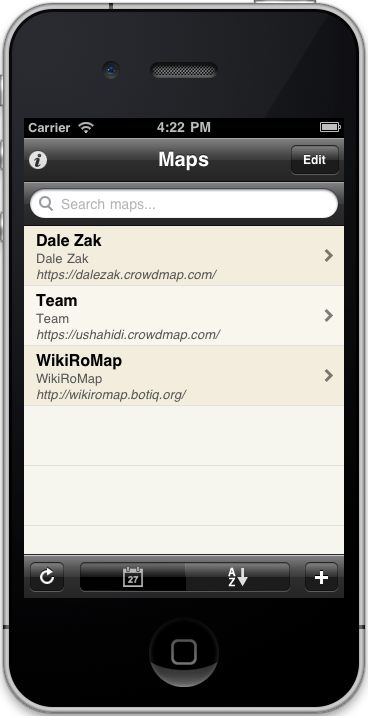 Carrier 4:22 PM
Maps Edit
Search maps...
Dale Zak
Dale Zak
https://dalezak.crowdmap.com/
Team
Team
https://ushahidi.crowdmap.com/
WikiRoMap
WikiRoMap
http://wikiromap.botiq.org/
27 A
Z